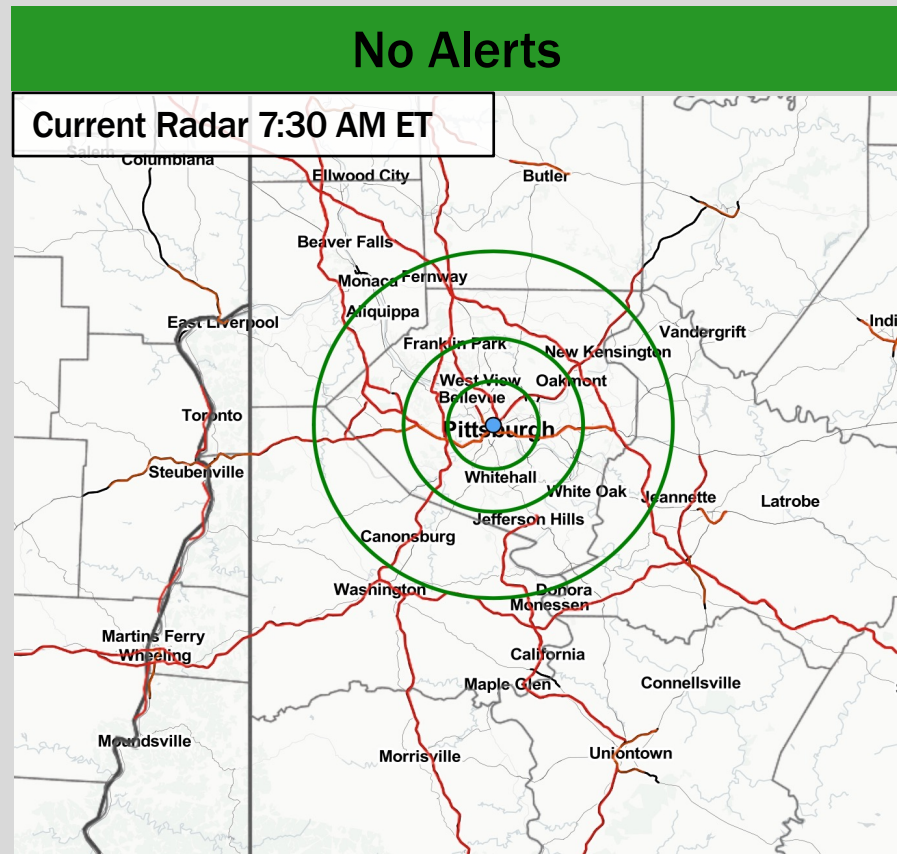 No Alerts
Current Radar 7:30 AM ET
Salem
Columbiana
Ellwood City
Butler
Beaver Falls
Monaca
Fernway
Aliquippa
East Liverpool
Indi
Vandergrift
Franklin Park
New Kensington
West View
Oakmont
Bellevue
Toronto
Pittsburgh
Steubenville
Whitehall
White Oak
Jeannette
Latrobe
Jefferson Hills
Canonsburg
Washington
Donora
Monessen
Martins Ferry
Wheeling
California
Maple Glen
Connellsville
Moundsville
Morrisville
Uniontown